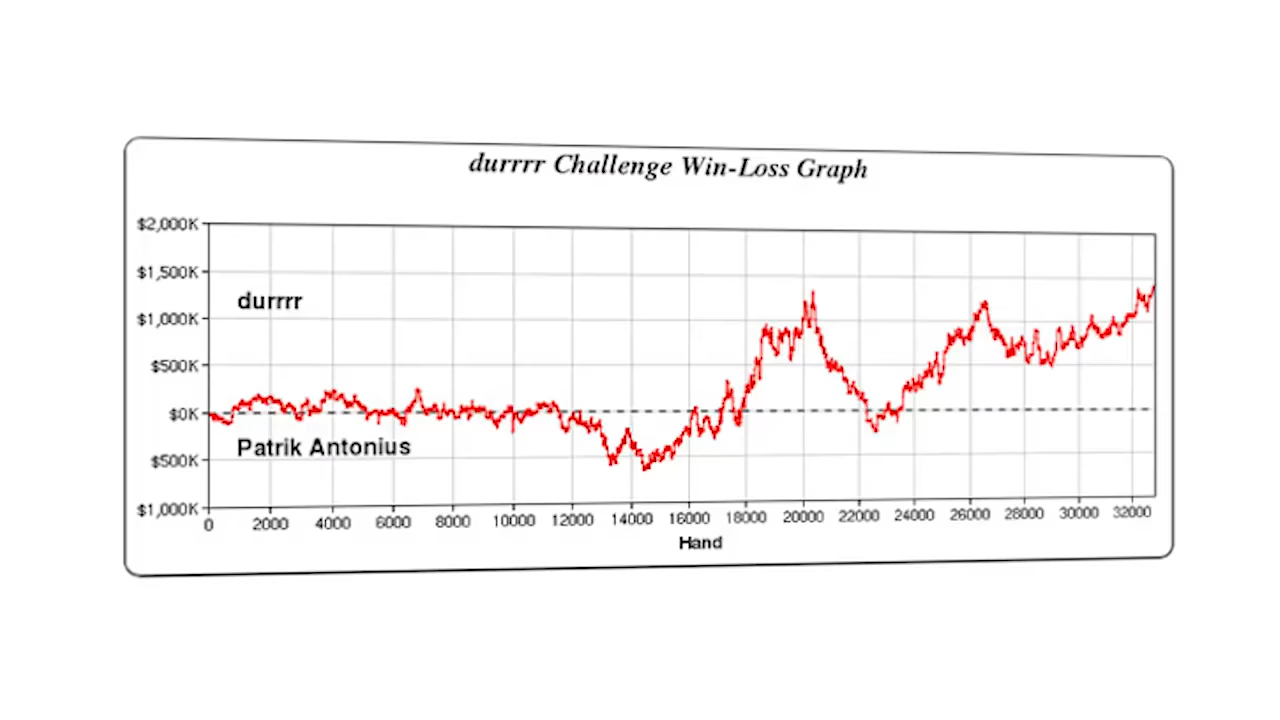 durrrr Challenge Win-Loss Graph
$2,000K
$1,500K
durrrr
$1,000K
$500K
$0K
Patrik Antonius
$500K
$1,000K
0 2000 4000 6000 8000 10000 12000 14000 16000 18000 20000 22000 24000 26000 28000 30000 32000
Hand